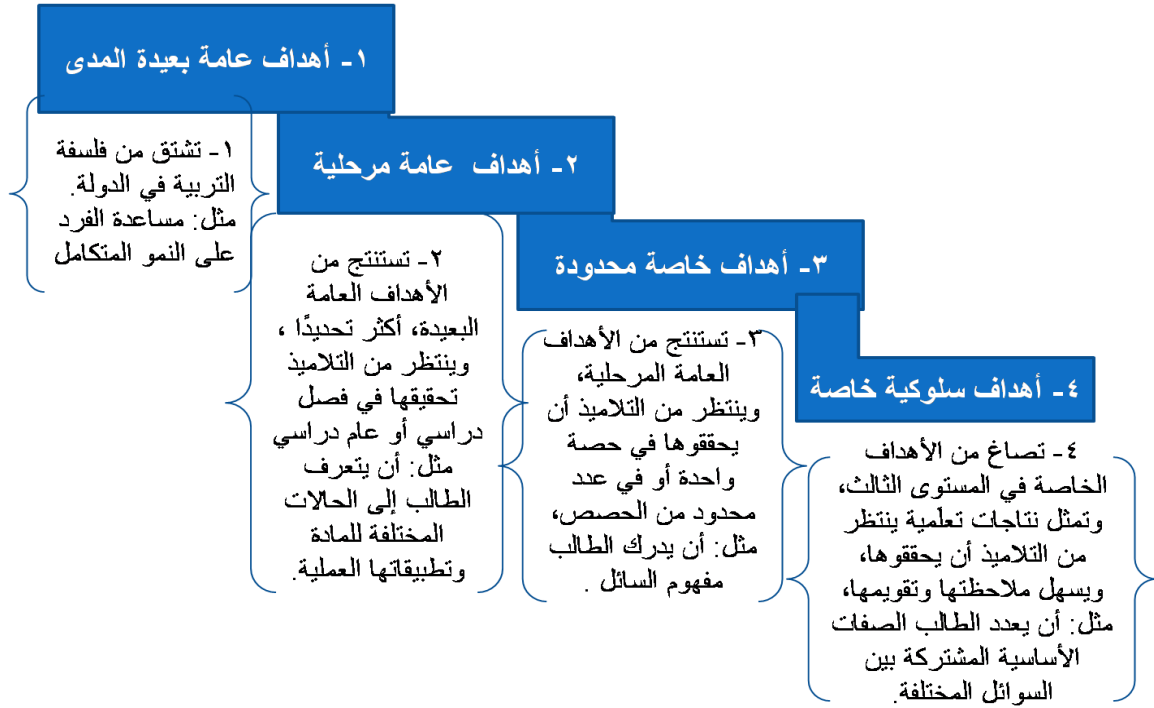 ١- أهداف عامة بعيدة المدى
١- تشتق من فلسفة
التربية في الدولة.
مثل: مساعدة الفرد
على النمو المتكامل
٢- أهداف عامة مرحلية
٢- تستنتج من
الأهداف العامة
البعيدة، أكثر تحديدًا ،
وينتظر من التلاميذ
تحقيقها في فصل
دراسي أو عام دراسي
مثل: أن يتعرف
الطالب إلى الحالات
المختلفة للمادة
وتطبيقاتها العملية.
٣- أهداف خاصة محدودة
٣- تستنتج من الأهداف
العامة المرحلية،
وينتظر من التلاميذ أن
يحققوها في حصة
واحدة أو في عدد
محدود من الحصص،
مثل: أن يدرك الطالب
مفهوم السائل .
٤- أهداف سلوكية خاصة
٤- تصاغ من الأهداف
الخاصة في المستوى الثالث،
وتمثل نتاجات تعلّمية ينتظر
من التلاميذ أن يحققوها،
ويسهل ملاحظتها وتقويمها،
مثل: أن يعدد الطالب الصفات
الأساسية المشتركة بين
السوائل المختلفة.